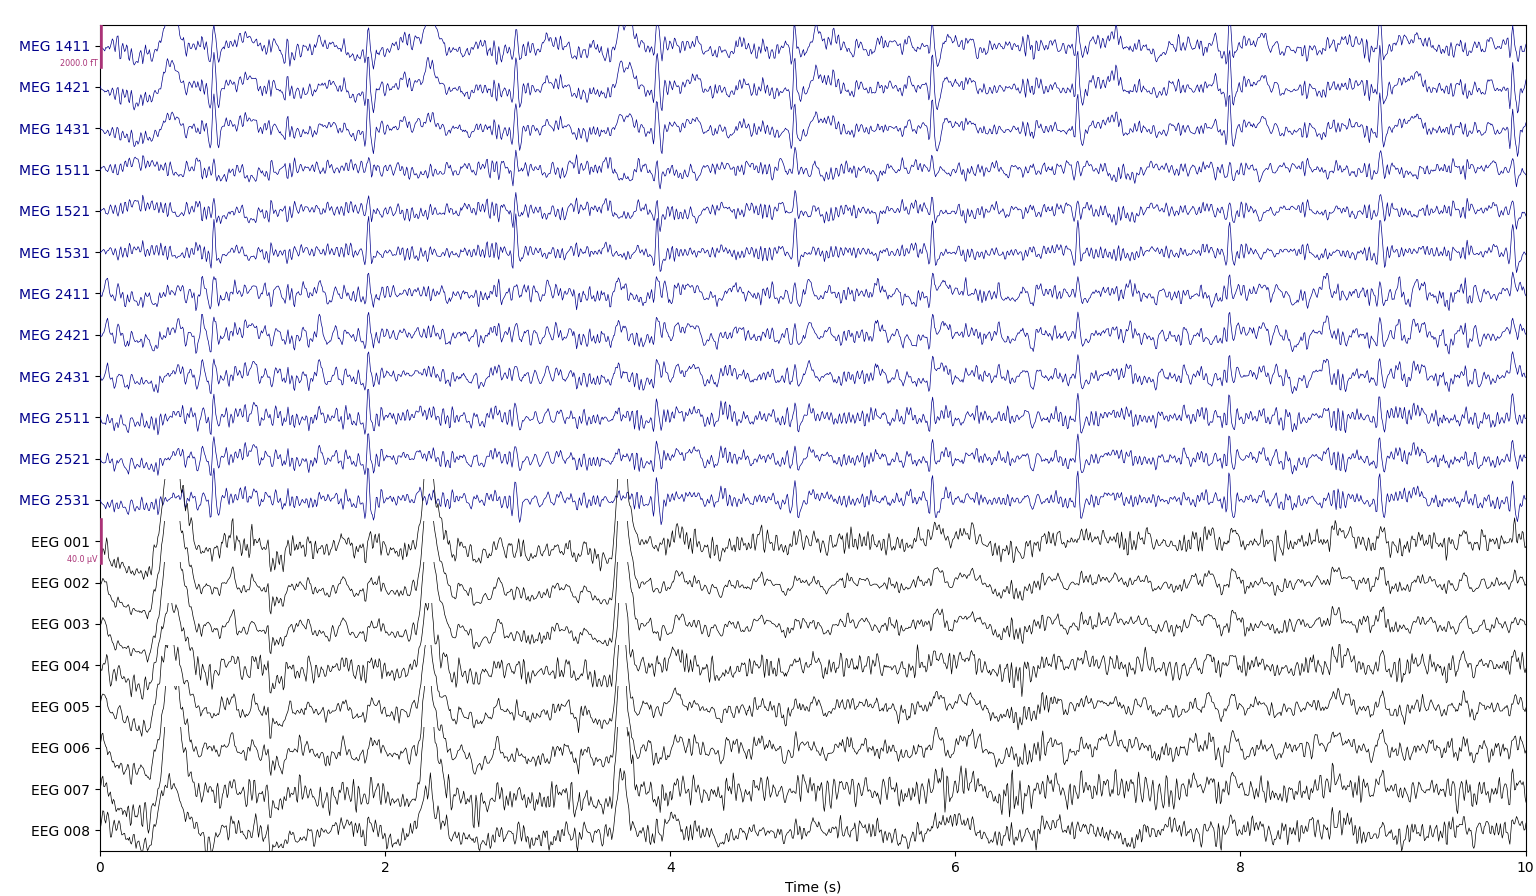 MEG 1411
2000.0 fT
MEG 1421
MEG 1431
MEG 1511
MEG 1521
MEG 1531
MEG 2411
MEG 2421
MEG 2431
MEG 2511
MEG 2521
MEG 2531
EEG 001
40.0 µV
EEG 002
EEG 003
EEG 004
EEG 005
EEG 006
EEG 007
EEG 008
0 2 4 6 8 10
Time (s)